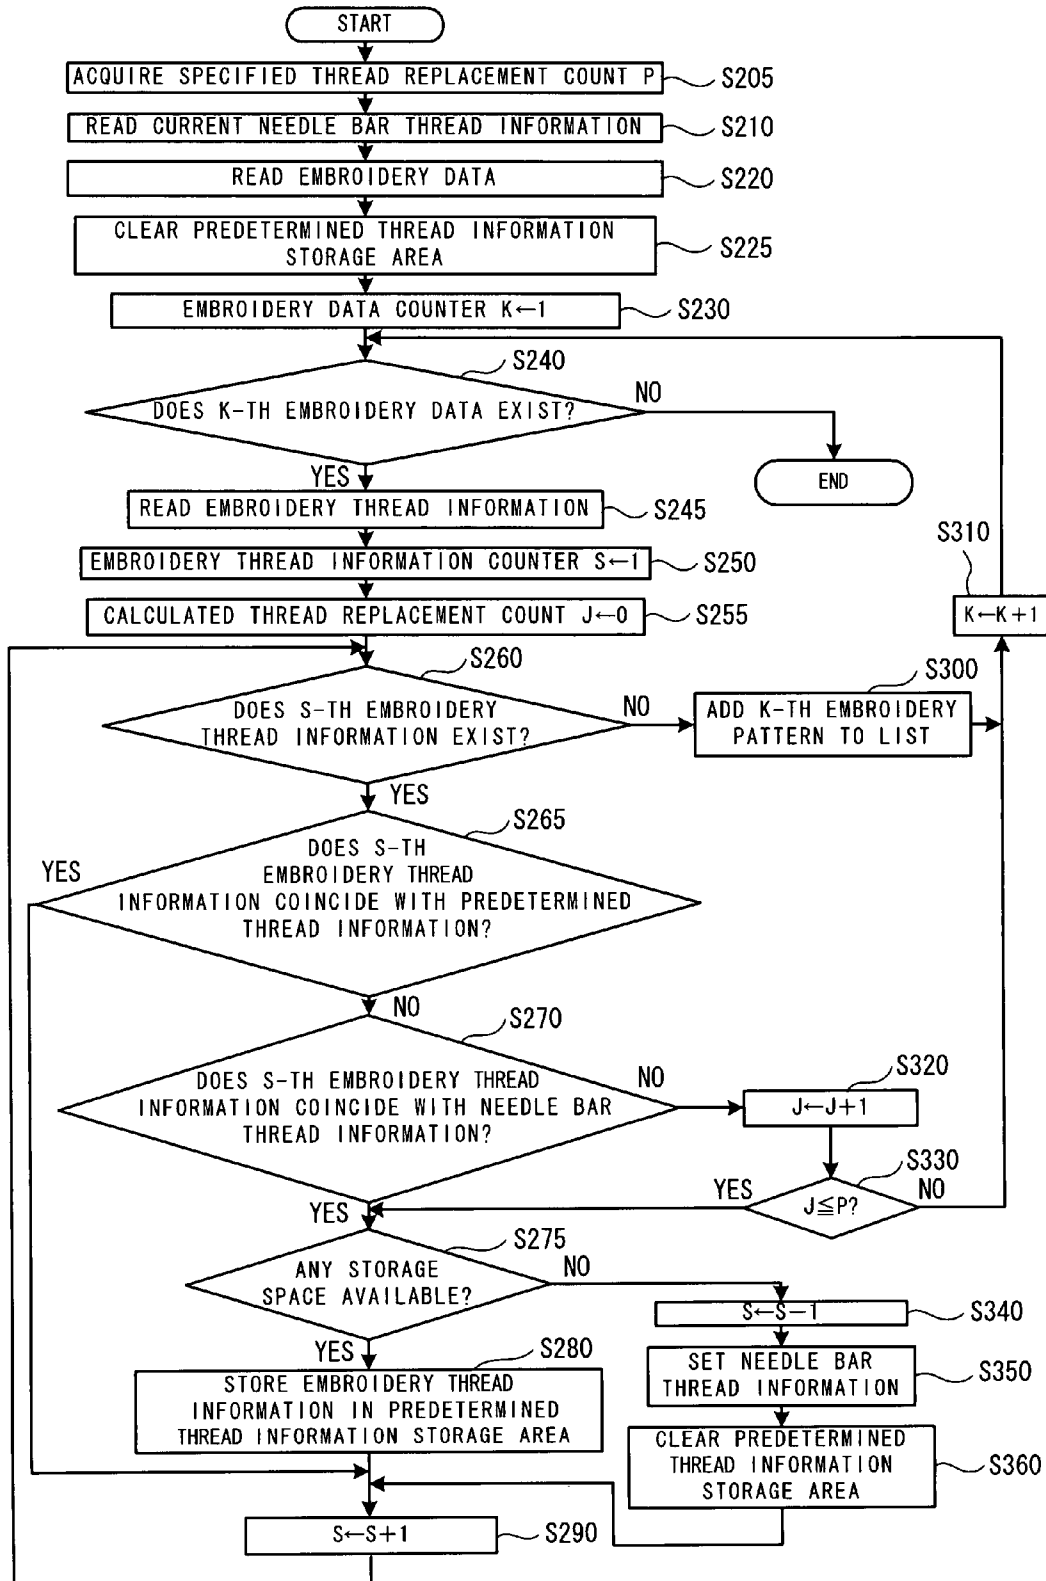 START
ACQUIRE SPECIFIED THREAD REPLACEMENT COUNT P
S205
READ CURRENT NEEDLE BAR THREAD INFORMATION
S210
READ EMBROIDERY DATA
S220
CLEAR PREDETERMINED THREAD INFORMATION
STORAGE AREA
S225
EMBROIDERY DATA COUNTER K←1
S230
S240
DOES K-TH EMBROIDERY DATA EXIST?
NO
YES
END
READ EMBROIDERY THREAD INFORMATION
S245
EMBROIDERY THREAD INFORMATION COUNTER S←1
S250
S310
K←K+1
CALCULATED THREAD REPLACEMENT COUNT J←0
S255
S260
DOES S-TH EMBROIDERY
THREAD INFORMATION EXIST?
NO
S300
ADD K-TH EMBROIDERY
PATTERN TO LIST
YES
S265
YES
DOES S-TH
EMBROIDERY THREAD
INFORMATION COINCIDE WITH PREDETERMINED
THREAD INFORMATION?
NO
S270
DOES S-TH EMBROIDERY THREAD
INFORMATION COINCIDE WITH NEEDLE BAR
THREAD INFORMATION?
NO
S320
J←J+1
S330
YES
J≦P?
NO
YES
S275
ANY STORAGE
SPACE AVAILABLE?
NO
S←S−1
S340
YES
S280
STORE EMBROIDERY THREAD
INFORMATION IN PREDETERMINED
THREAD INFORMATION STORAGE AREA
SET NEEDLE BAR
THREAD INFORMATION
S350
CLEAR PREDETERMINED
THREAD INFORMATION
STORAGE AREA
S360
S←S+1
S290